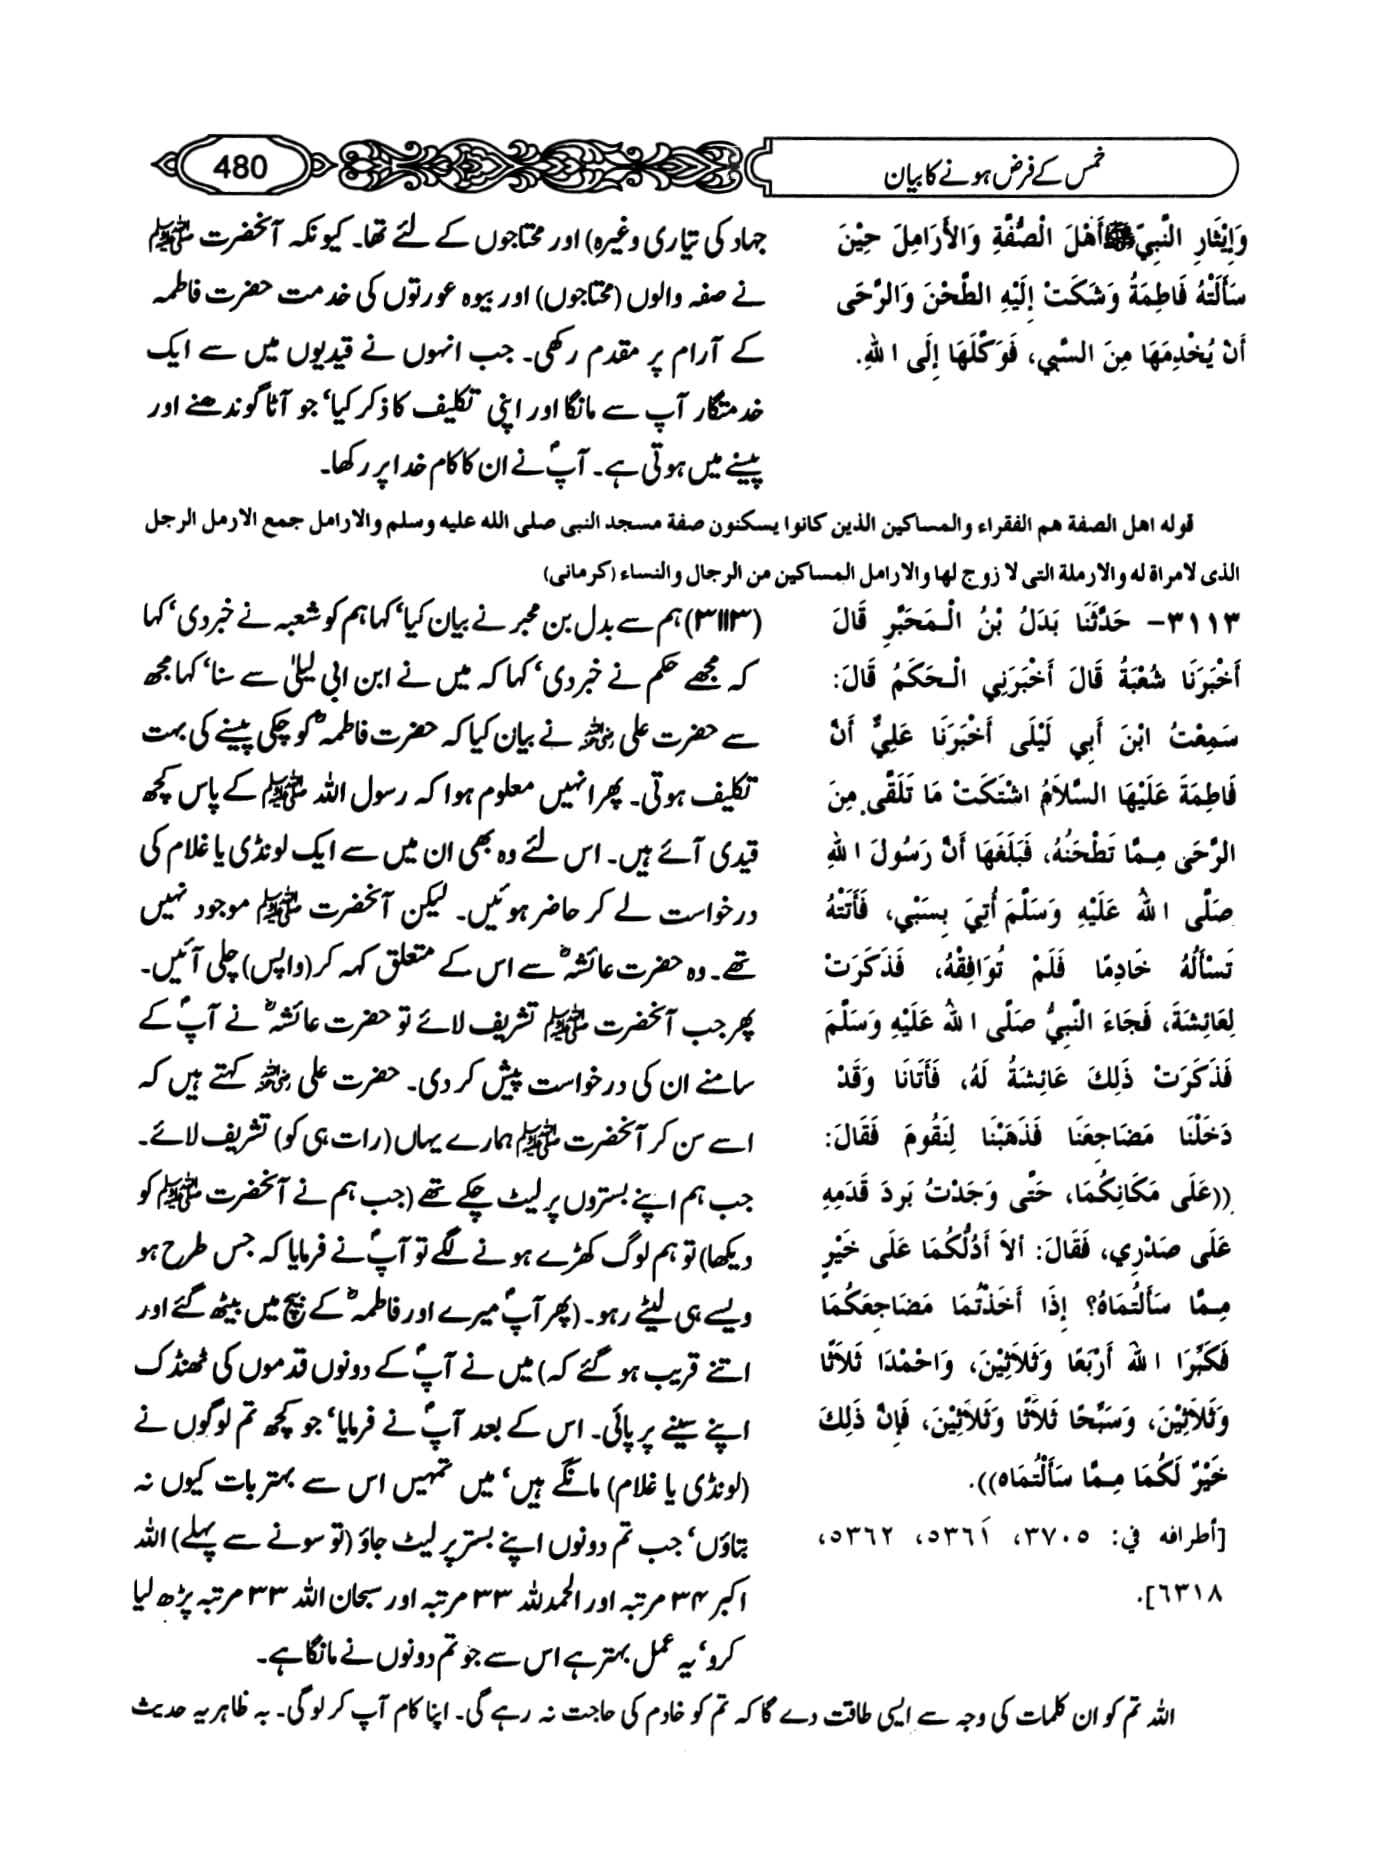 خمس کے فرض ہونے کا بیان
480
وَإِيْثَارِ النَّبِيِّ ﷺ أَهْلَ الْصُّفَّةِ وَالأَرَامِلَ حِيْنَ
سَأَلَتْهُ فَاطِمَةُ وَشَكَتْ إِلَيْهِ الطَّحْنَ وَالرَّحَى
أَنْ يُخْدِمَهَا مِنَ السَّبْيِ، فَوَكَلَهَا إِلَى اللهِ.
جہاد کی تیاری وغیرہ) اور محتاجوں کے لئے تھا۔ کیونکہ آنحضرت ﷺ
نے صفہ والوں (محتاجوں) اور بیوہ عورتوں کی خدمت حضرت فاطمہ
کے آرام پر مقدم رکھی۔ جب انہوں نے قیدیوں میں سے ایک
خدمتگار آپ سے مانگا اور اپنی تکلیف کا ذکر کیا‘ جو آٹا گوندھنے اور
پیسنے میں ہوتی ہے۔ آپؐ نے ان کا کام خدا پر رکھا۔
قوله اهل الصفة هم الفقراء والمساكين الذين كانوا يسكنون صفة مسجد النبى صلى الله عليه وسلم والارامل جمع الارمل الرجل
الذى لامراة له والارملة التى لا زوج لها والارامل المساكين من الرجال والنساء (كرمانى)
٣١١٣- حَدَّثَنَا بَدَلُ بْنُ الْمَحَبَّرِ قَالَ
أَخْبَرَنَا شُعْبَةُ قَالَ أَخْبَرَنِي الْحَكَمُ قَالَ:
سَمِعْتُ ابْنَ أَبِي لَيْلَى أَخْبَرَنَا عَلِيٌّ أَنَّ
فَاطِمَةَ عَلَيْهَا السَّلاَمُ اشْتَكَتْ مَا تَلَقَّى مِنَ
الرَّحَى مِمَّا تَطْحَنُهُ، فَبَلَغَهَا أَنَّ رَسُولَ اللهِ
صَلَّى اللهُ عَلَيْهِ وَسَلَّمَ أُتِيَ بِسَبْيٍ، فَأَتَتْهُ
تَسْأَلُهُ خَادِمًا فَلَمْ تُوَافِقْهُ، فَذَكَرَتْ
لِعَائِشَةَ، فَجَاءَ النَّبِيُّ صَلَّى اللهُ عَلَيْهِ وَسَلَّمَ
فَذَكَرَتْ ذَلِكَ عَائِشَةُ لَهُ، فَأَتَانَا وَقَدْ
دَخَلْنَا مَضَاجِعَنَا فَذَهَبْنَا لِنَقُومَ فَقَالَ:
((عَلَى مَكَانِكُمَا، حَتَّى وَجَدْتُ بَرْدَ قَدَمِهِ
عَلَى صَدْرِي، فَقَالَ: أَلاَ أَدُلُّكُمَا عَلَى خَيْرٍ
مِمَّا سَأَلْتُمَاهُ؟ إِذَا أَخَذْتُمَا مَضَاجِعَكُمَا
فَكَبِّرَا اللهَ أَرْبَعًا وَثَلاَثِيْنَ، وَاحْمَدَا ثَلاَثًا
وَثَلاَثِيْنَ، وَسَبِّحَا ثَلاَثًا وَثَلاَثِيْنَ، فَإِنَّ ذَلِكَ
خَيْرٌ لَكُمَا مِمَّا سَأَلْتُمَاهُ)).
[أطرافه في: ٣٧٠٥، ٥٣٦١، ٥٣٦٢،
٦٣١٨].
(۳۱۱۳) ہم سے بدل بن محبر نے بیان کیا‘ کہا ہم کو شعبہ نے خبر دی‘ کہا
کہ مجھے حکم نے خبر دی‘ کہا کہ میں نے ابن ابی لیلیٰ سے سنا‘ کہا مجھ
سے حضرت علی رضی اللہ عنہ نے بیان کیا کہ حضرت فاطمہؓ کو چکی پیسنے کی بہت
تکلیف ہوتی۔ پھر انہیں معلوم ہوا کہ رسول اللہ ﷺ کے پاس کچھ
قیدی آئے ہیں۔ اس لئے وہ بھی ان میں سے ایک لونڈی یا غلام کی
درخواست لے کر حاضر ہوئیں۔ لیکن آنحضرت ﷺ موجود نہیں
تھے۔ وہ حضرت عائشہؓ سے اس کے متعلق کہہ کر (واپس) چلی آئیں۔
پھر جب آنحضرت ﷺ تشریف لائے تو حضرت عائشہؓ نے آپؐ کے
سامنے ان کی درخواست پیش کر دی۔ حضرت علی رضی اللہ عنہ کہتے ہیں کہ
اسے سن کر آنحضرت ﷺ ہمارے یہاں (رات ہی کو) تشریف لائے۔
جب ہم اپنے بستروں پر لیٹ چکے تھے (جب ہم نے آنحضرت ﷺ کو
دیکھا) تو ہم لوگ کھڑے ہونے لگے تو آپؐ نے فرمایا کہ جس طرح ہو
ویسے ہی لیٹے رہو۔ (پھر آپؐ میرے اور فاطمہؓ کے بیچ میں بیٹھ گئے اور
اتنے قریب ہو گئے کہ) میں نے آپؐ کے دونوں قدموں کی ٹھنڈک
اپنے سینے پر پائی۔ اس کے بعد آپؐ نے فرمایا‘ جو کچھ تم لوگوں نے
(لونڈی یا غلام) مانگے ہیں‘ میں تمہیں اس سے بہتر بات کیوں نہ
بتاؤں‘ جب تم دونوں اپنے بستر پر لیٹ جاؤ (تو سونے سے پہلے) اللہ
اکبر ۳۴ مرتبہ اور الحمدللہ ۳۳ مرتبہ اور سبحان اللہ ۳۳ مرتبہ پڑھ لیا
کرو‘ یہ عمل بہتر ہے اس سے جو تم دونوں نے مانگا ہے۔
اللہ تم کو ان کلمات کی وجہ سے ایسی طاقت دے گا کہ تم کو خادم کی حاجت نہ رہے گی۔ اپنا کام آپ کر لو گی۔ بہ ظاہر یہ حدیث